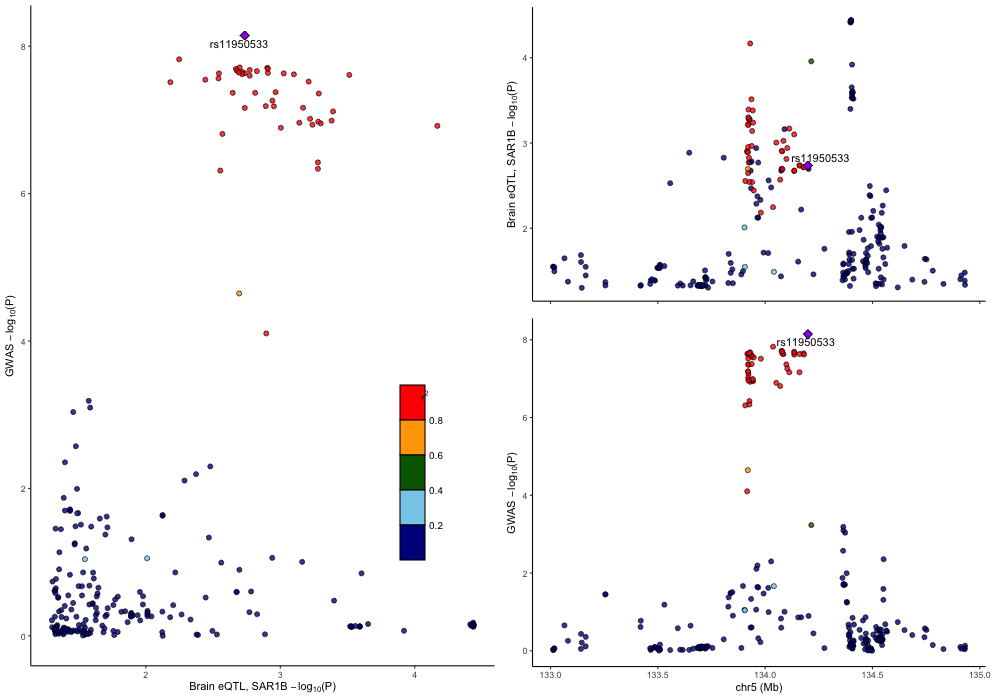 8
6
4
2
0
GWAS − log10(P)
rs11950533
r2
0.8
0.6
0.4
0.2
2
3
4
Brain eQTL, SAR1B − log10(P)
4
3
2
Brain eQTL, SAR1B − log10(P)
rs11950533
8
6
4
2
0
GWAS − log10(P)
rs11950533
133.0
133.5
134.0
134.5
135.0
chr5 (Mb)